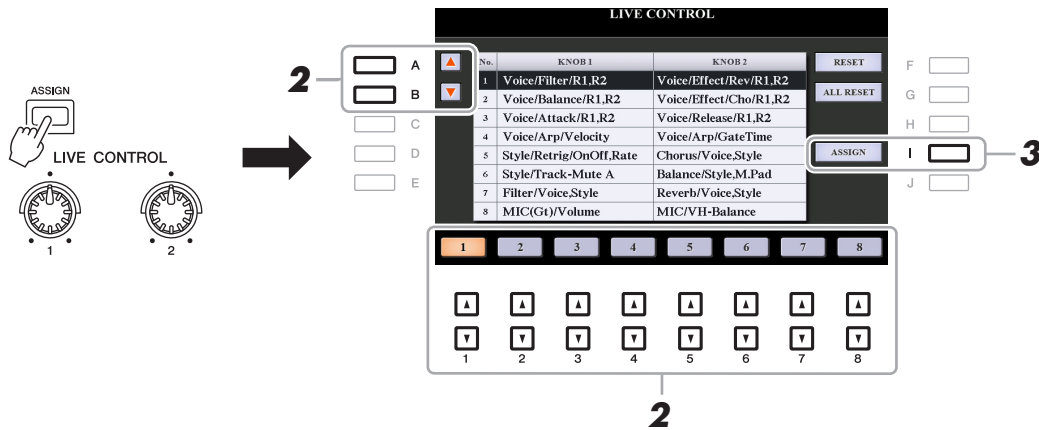 LIVE CONTROL
ASSIGN
LIVE CONTROL
1
2
2
A
B
C
D
E
No. KNOB 1 KNOB 2
1 Voice/Filter/R1,R2 Voice/Effect/Rev/R1,R2
2 Voice/Balance/R1,R2 Voice/Effect/Cho/R1,R2
3 Voice/Attack/R1,R2 Voice/Release/R1,R2
4 Voice/Arp/Velocity Voice/Arp/GateTime
5 Style/Retrig/OnOff,Rate Chorus/Voice,Style
6 Style/Track-Mute A Balance/Style,M.Pad
7 Filter/Voice,Style Reverb/Voice,Style
8 MIC(Gt)/Volume MIC/VH-Balance
RESET
ALL RESET
ASSIGN
F
G
H
I
J
3
1 2 3 4 5 6 7 8
1 2 3 4 5 6 7 8
2